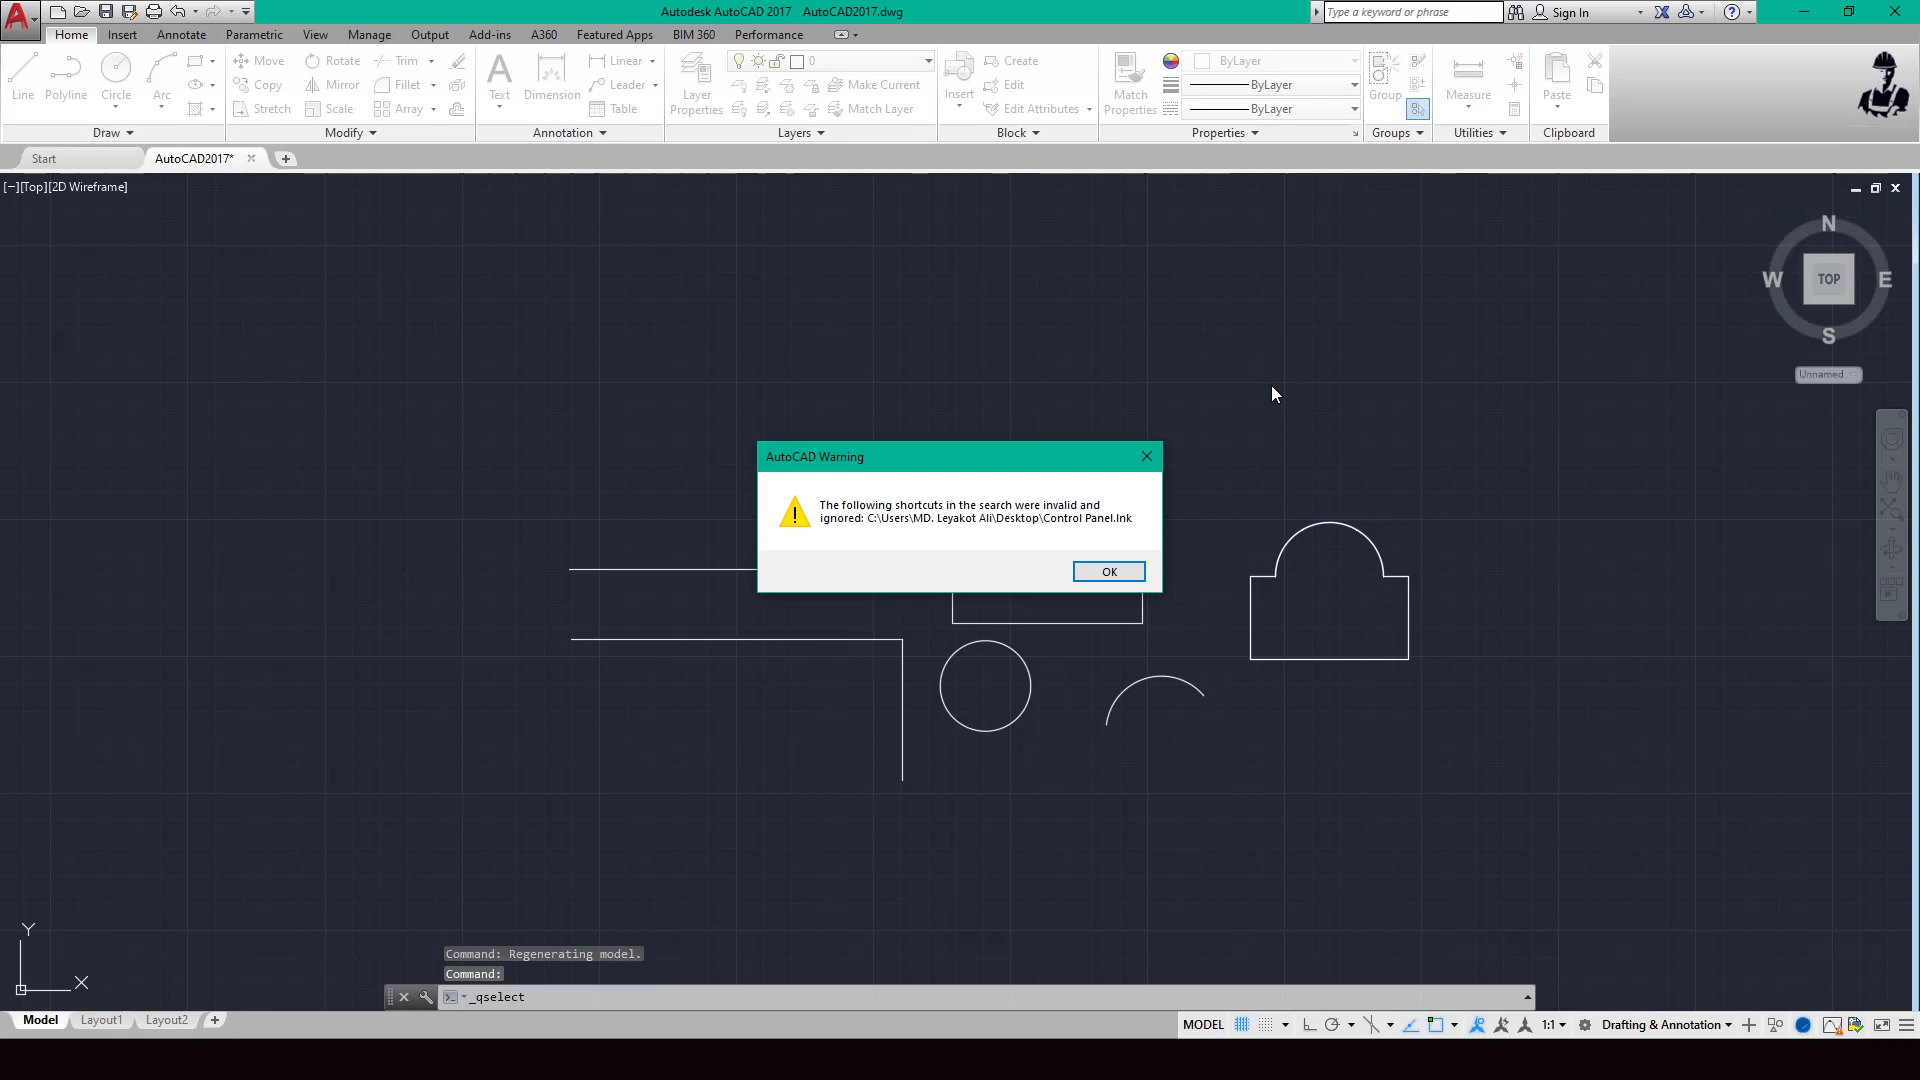 Autodesk AutoCAD 2017 AutoCAD2017.dwg
Type a keyword or phrase
Sign In
Home Insert Annotate Parametric View Manage Output Add-ins A360 Featured Apps BIM 360 Performance
Line Polyline Circle Arc
Move Rotate Trim
Copy Mirror Fillet
Stretch Scale Array
Text Dimension
Linear
Leader
Table
Layer Properties
0
Make Current
Match Layer
Insert
Create
Edit
Edit Attributes
Match Properties
ByLayer
ByLayer
ByLayer
Group
Measure
Paste
Draw Modify Annotation Layers Block Properties Groups Utilities Clipboard
Start AutoCAD2017*
[−][Top][2D Wireframe]
N
W TOP E
S
Unnamed
AutoCAD Warning
The following shortcuts in the search were invalid and
ignored: C:\Users\MD. Leyakot Ali\Desktop\Control Panel.lnk
OK
Y
X
Command: Regenerating model.
Command:
_qselect
Model Layout1 Layout2
MODEL 1:1 Drafting & Annotation